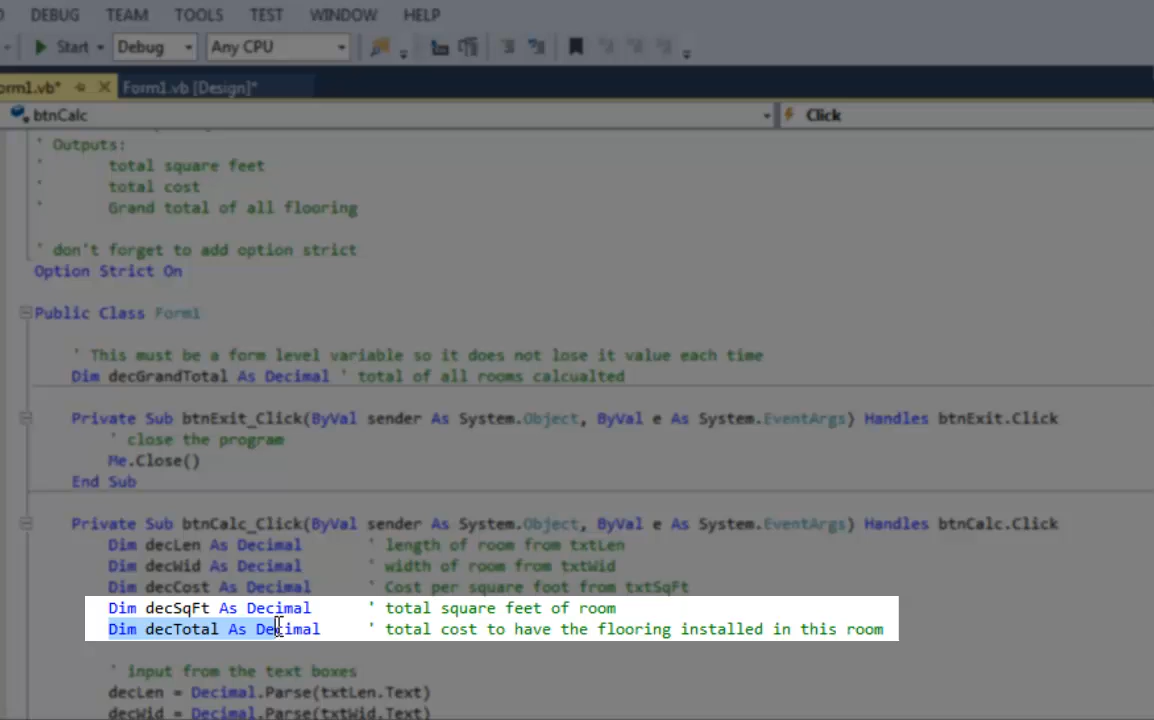 DEBUG TEAM TOOLS TEST WINDOW HELP
Start Debug Any CPU
orm1.vb* Form1.vb [Design]*
btnCalc Click
' Outputs:
' total square feet
' total cost
' Grand total of all flooring
' don't forget to add option strict
Option Strict On
Public Class Form1
' This must be a form level variable so it does not lose it value each time
Dim decGrandTotal As Decimal ' total of all rooms calcualted
Private Sub btnExit_Click(ByVal sender As System.Object, ByVal e As System.EventArgs) Handles btnExit.Click
' close the program
Me.Close()
End Sub
Private Sub btnCalc_Click(ByVal sender As System.Object, ByVal e As System.EventArgs) Handles btnCalc.Click
Dim decLen As Decimal ' length of room from txtLen
Dim decWid As Decimal ' width of room from txtWid
Dim decCost As Decimal ' Cost per square foot from txtSqFt
Dim decSqFt As Decimal ' total square feet of room
Dim decTotal As Decimal ' total cost to have the flooring installed in this room
' input from the text boxes
decLen = Decimal.Parse(txtLen.Text)
decWid = Decimal.Parse(txtWid.Text)